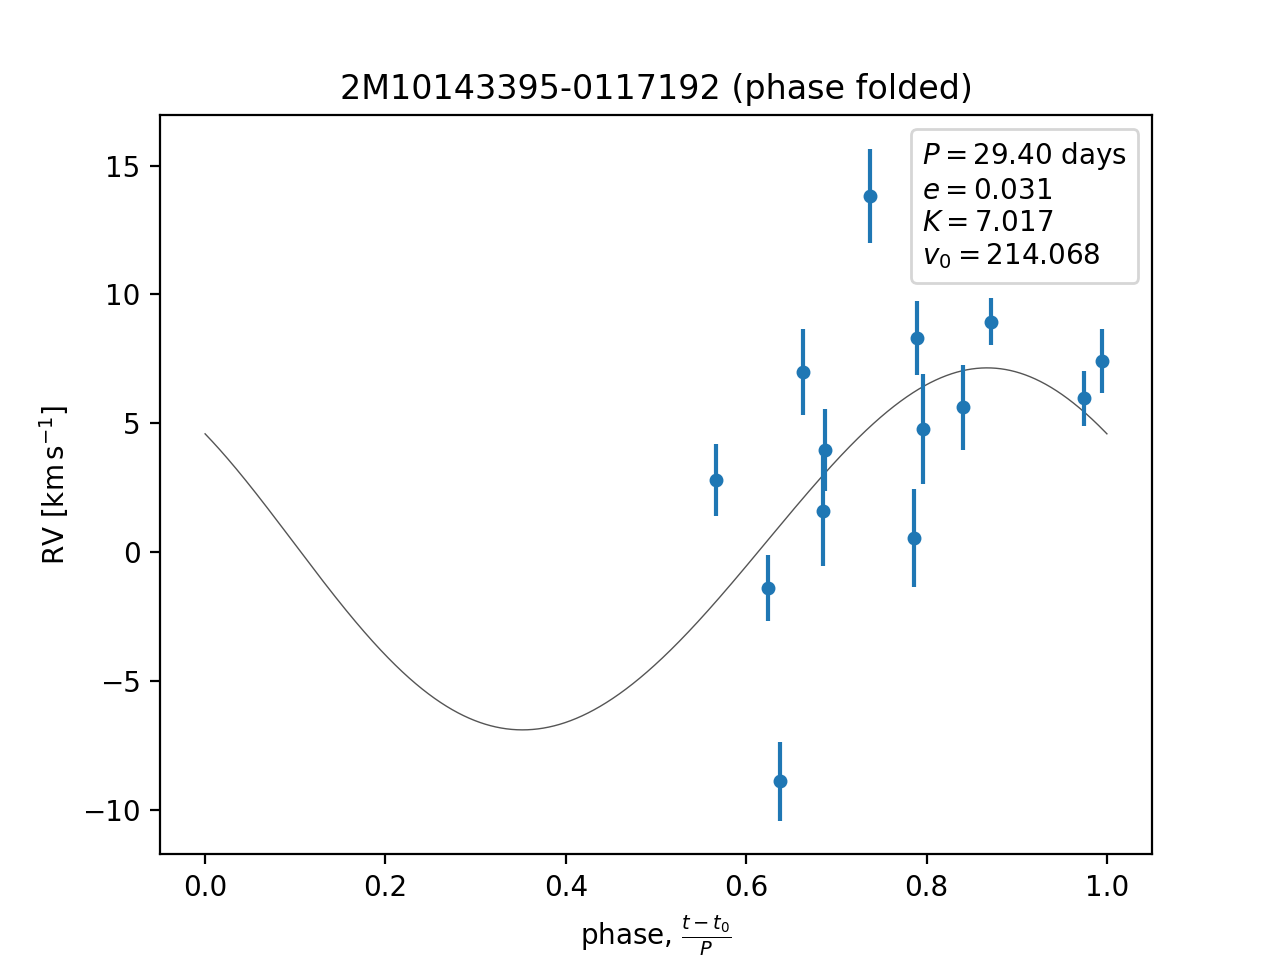 2M10143395-0117192 (phase folded)
P = 29.40 days
e = 0.031
K = 7.017
v₀ = 214.068
RV [km s⁻¹]
15
10
5
0
−5
−10
0.0 0.2 0.4 0.6 0.8 1.0
phase, (t − t₀)/P